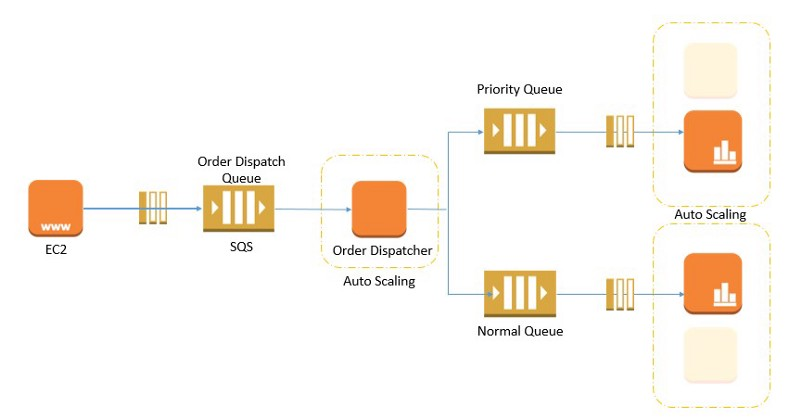 Priority Queue
Order Dispatch
Queue
www
EC2
SQS
Order Dispatcher
Auto Scaling
Auto Scaling
Normal Queue